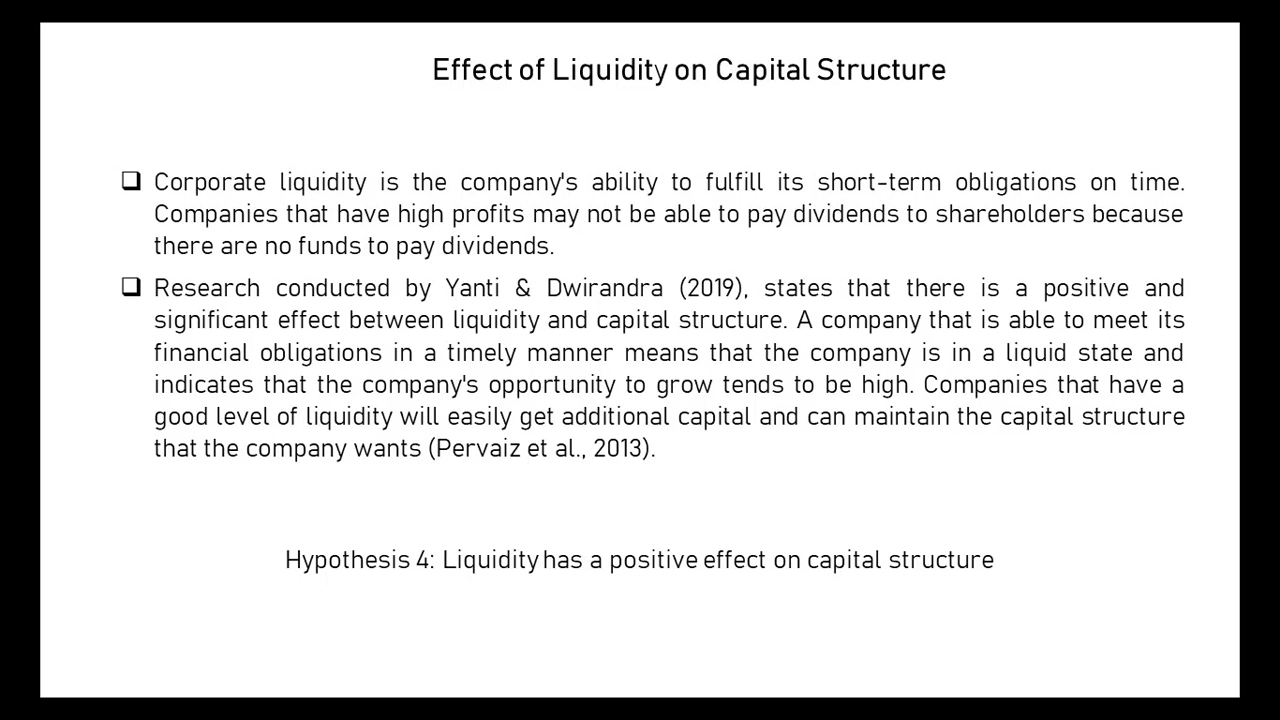 Effect of Liquidity on Capital Structure
❑ Corporate liquidity is the company's ability to fulfill its short-term obligations on time.
Companies that have high profits may not be able to pay dividends to shareholders because
there are no funds to pay dividends.
❑ Research conducted by Yanti & Dwirandra (2019), states that there is a positive and
significant effect between liquidity and capital structure. A company that is able to meet its
financial obligations in a timely manner means that the company is in a liquid state and
indicates that the company's opportunity to grow tends to be high. Companies that have a
good level of liquidity will easily get additional capital and can maintain the capital structure
that the company wants (Pervaiz et al., 2013).
Hypothesis 4: Liquidity has a positive effect on capital structure